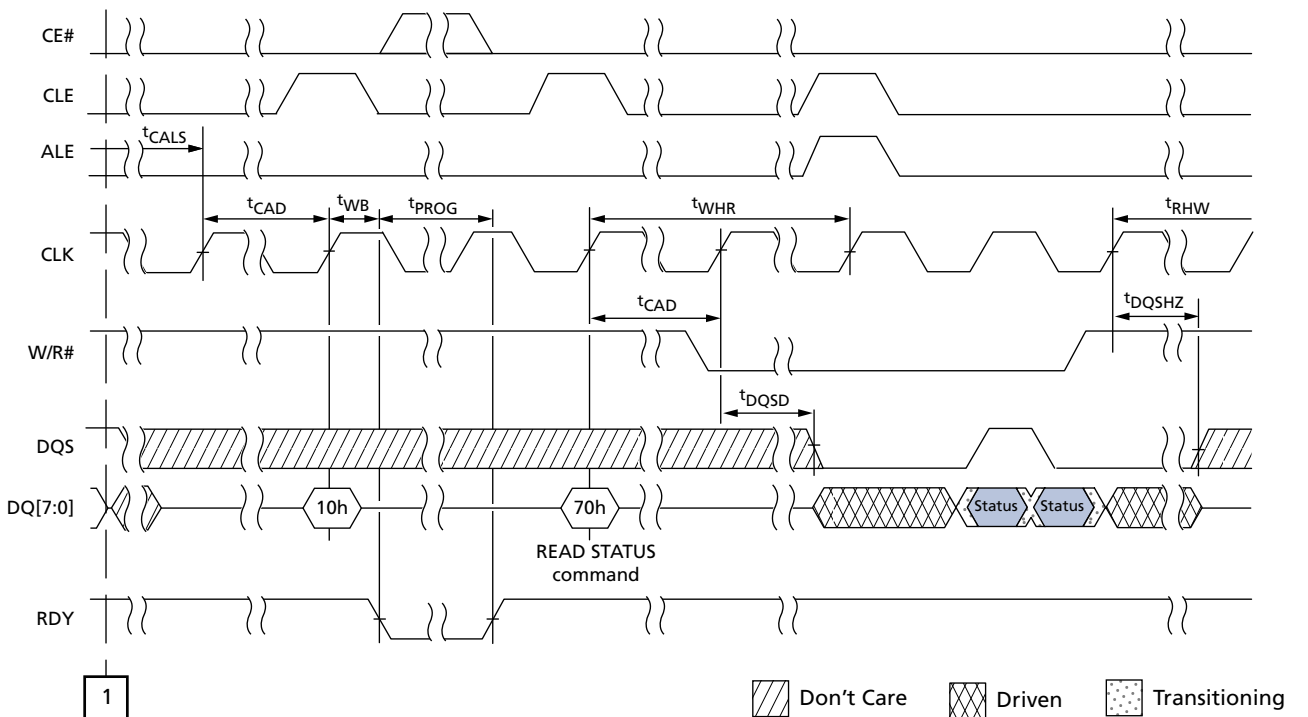 CE#
CLE
tCALS
ALE
tCAD
tWB
tPROG
tWHR
tRHW
CLK
tCAD
tDQSHZ
W/R#
tDQSD
DQS
DQ[7:0]
10h
70h
Status
Status
READ STATUS
command
RDY
1
Don't Care
Driven
Transitioning